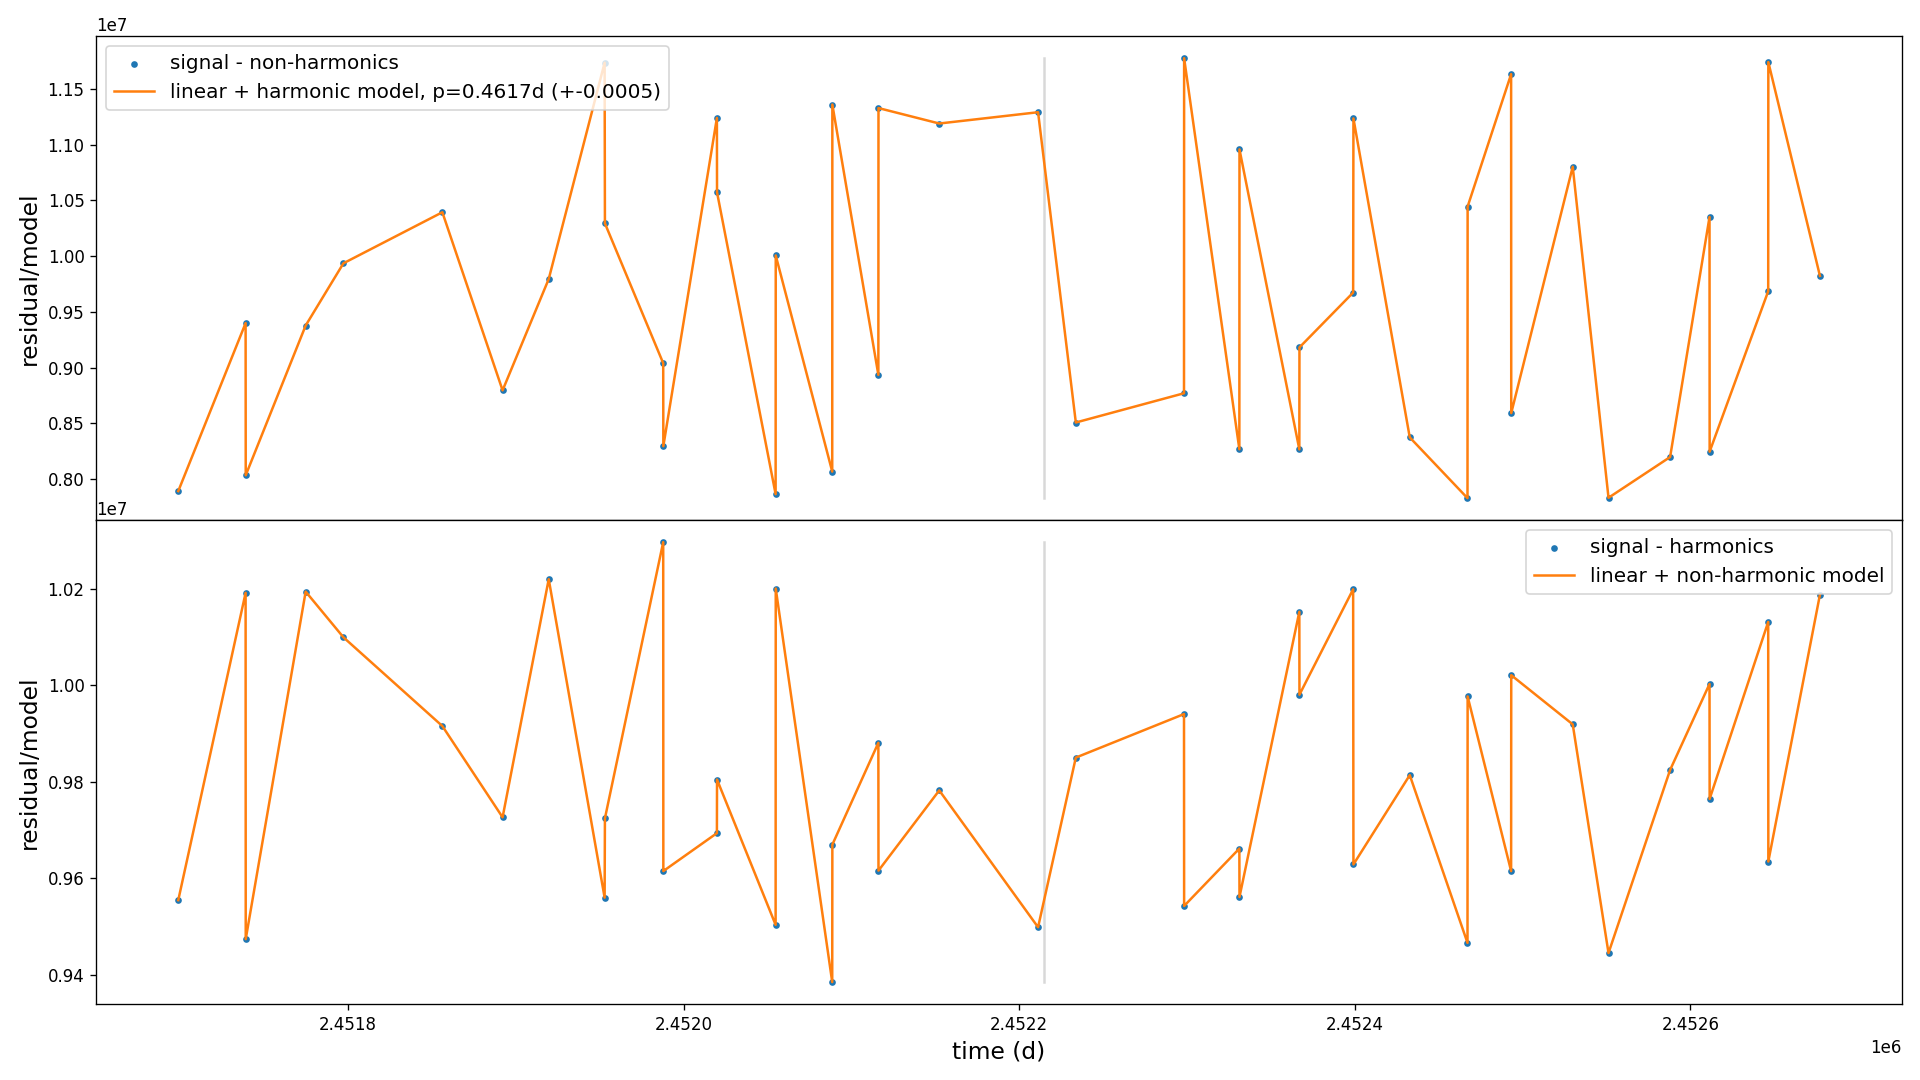 1e7
signal - non-harmonics
linear + harmonic model, p=0.4617d (+-0.0005)
1.15
1.10
1.05
1.00
0.95
0.90
0.85
0.80
residual/model
1e7
signal - harmonics
linear + non-harmonic model
1.02
1.00
0.98
0.96
0.94
residual/model
2.4518
2.4520
2.4522
2.4524
2.4526
time (d)
1e6